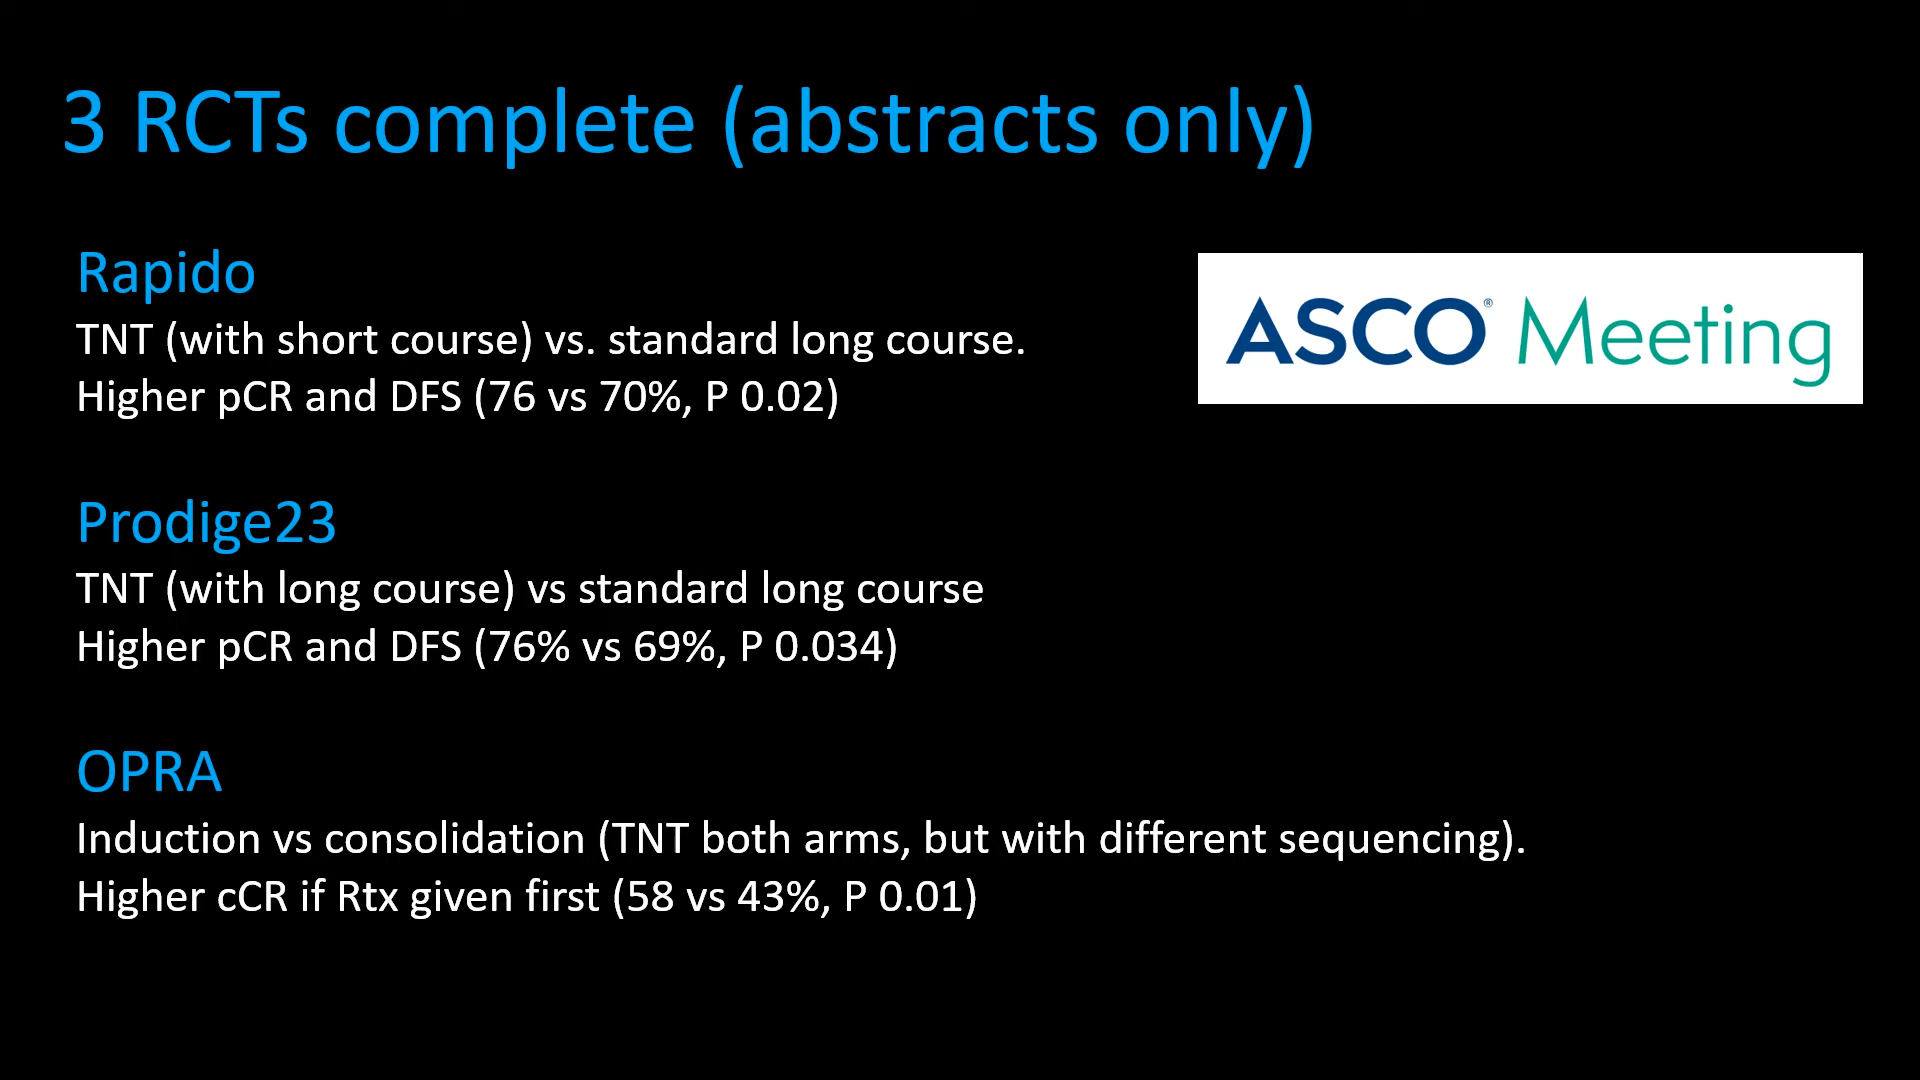 3 RCTs complete (abstracts only)
Rapido
TNT (with short course) vs. standard long course.
Higher pCR and DFS (76 vs 70%, P 0.02)
ASCO® Meeting
Prodige23
TNT (with long course) vs standard long course
Higher pCR and DFS (76% vs 69%, P 0.034)
OPRA
Induction vs consolidation (TNT both arms, but with different sequencing).
Higher cCR if Rtx given first (58 vs 43%, P 0.01)